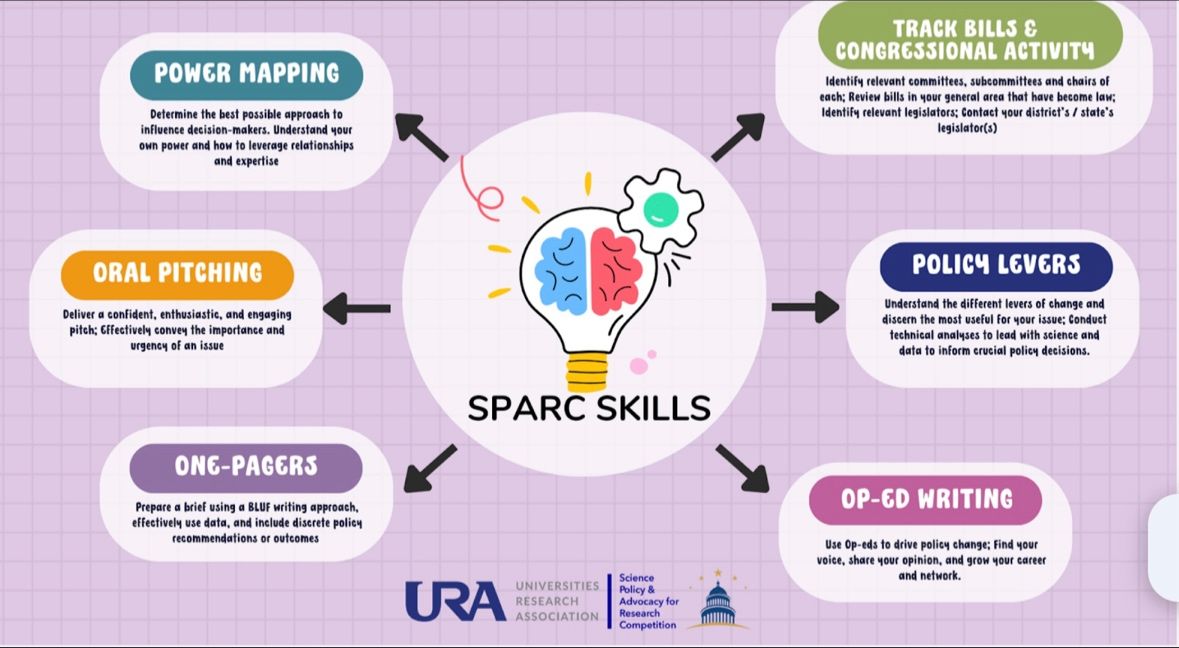 POWER MAPPING
Determine the best possible approach to
influence decision-makers. Understand your
own power and how to leverage relationships
and expertise
TRACK BILLS &
CONGRESSIONAL ACTIVITY
Identify relevant committees, subcommittees and chairs of
each; Review bills in your general area that have become law;
Identify relevant legislators; Contact your district's / state's
legislator(s)
ORAL PITCHING
Deliver a confident, enthusiastic, and engaging
pitch; Effectively convey the importance and
urgency of an issue
POLICY LEVERS
Understand the different levers of change and
discern the most useful for your issue; Conduct
technical analyses to lead with science and
data to inform crucial policy decisions.
SPARC SKILLS
ONE-PAGERS
Prepare a brief using a BLUF writing approach,
effectively use data, and include discrete policy
recommendations or outcomes
OP-ED WRITING
Use Op-eds to drive policy change; Find your
voice, share your opinion, and grow your career
and network.
URA
UNIVERSITIES
RESEARCH
ASSOCIATION
Science
Policy &
Advocacy for
Research
Competition